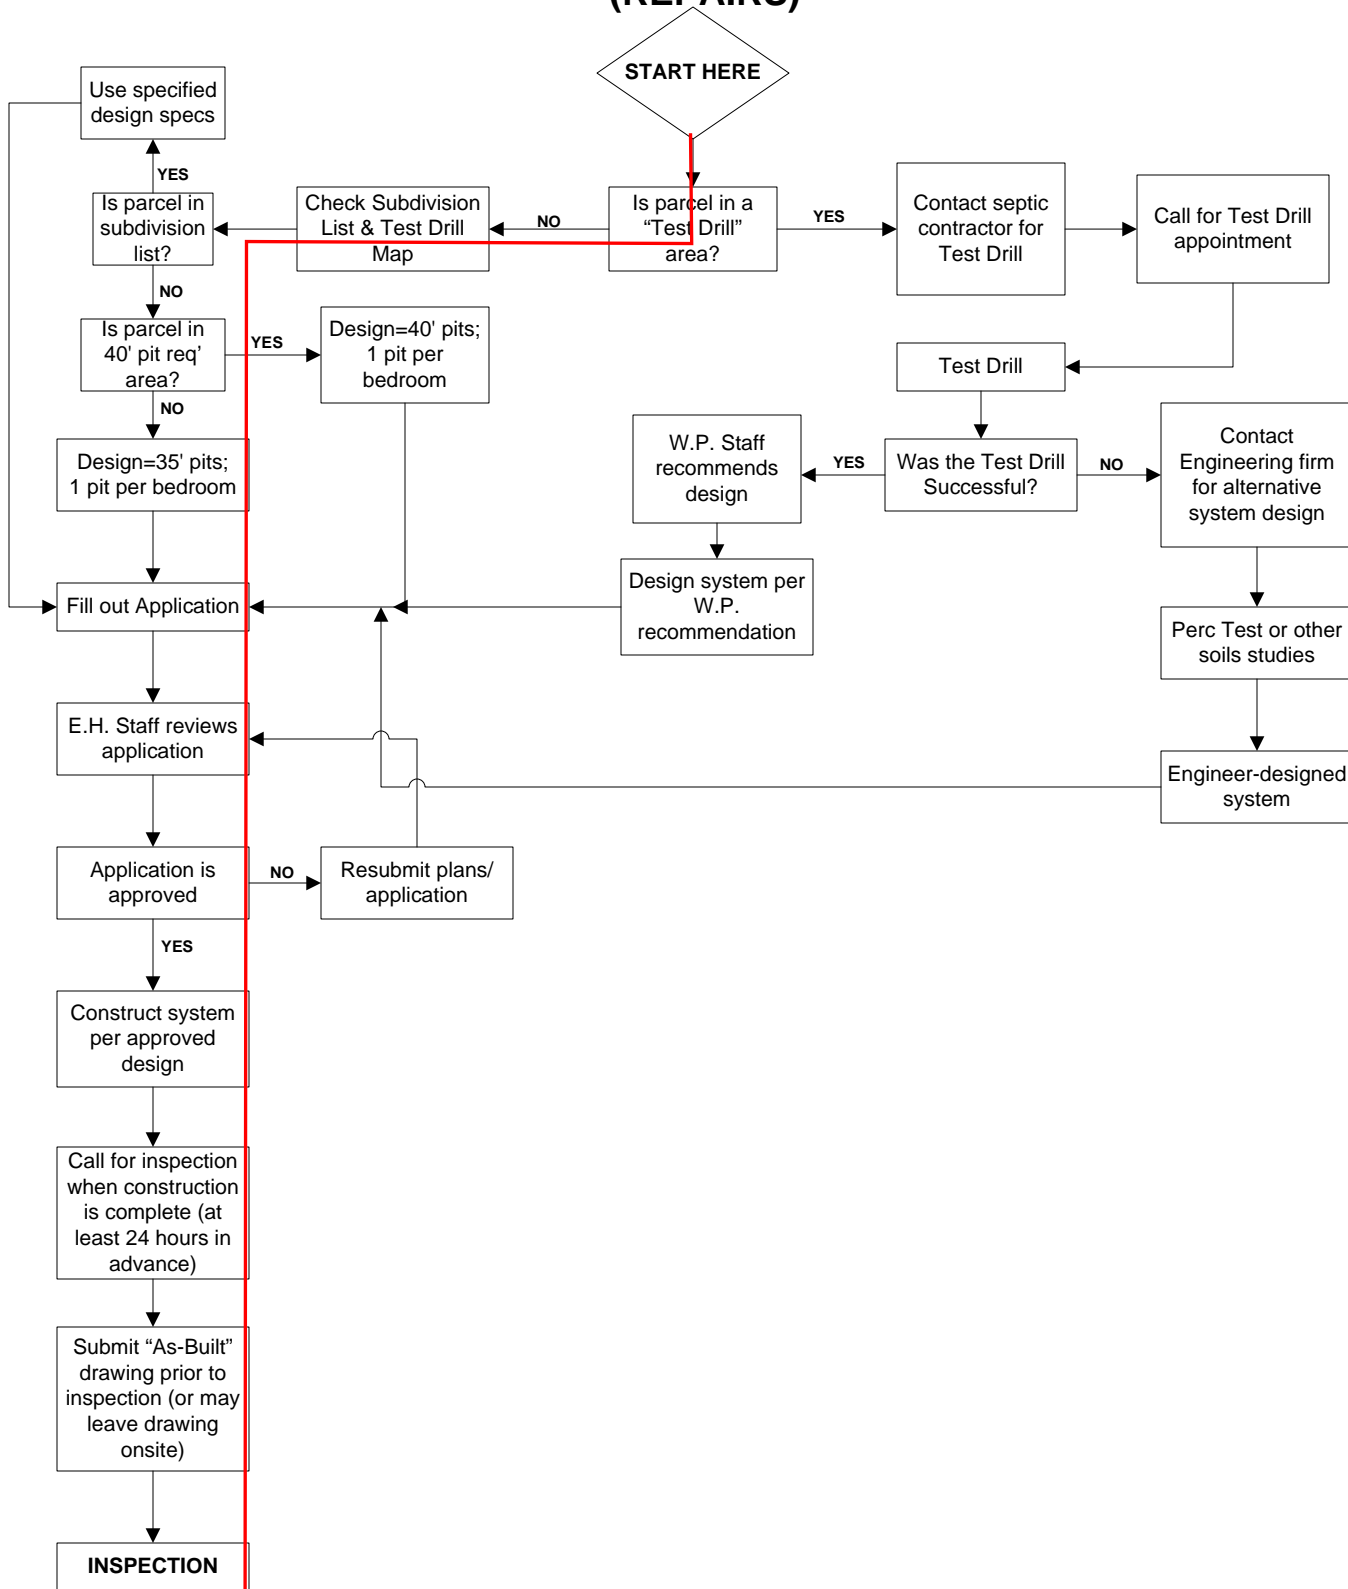 (REPAIRS)
START HERE
Use specified
design specs
YES
Is parcel in
subdivision
list?
Check Subdivision
List & Test Drill
Map
NO
Is parcel in a
“Test Drill”
area?
YES
Contact septic
contractor for
Test Drill
Call for Test Drill
appointment
NO
Is parcel in
40' pit req’
area?
YES
Design=40' pits;
1 pit per
bedroom
Test Drill
NO
Design=35' pits;
1 pit per bedroom
W.P. Staff
recommends
design
YES
Was the Test Drill
Successful?
NO
Contact
Engineering firm
for alternative
system design
Fill out Application
Design system per
W.P.
recommendation
Perc Test or other
soils studies
E.H. Staff reviews
application
Engineer-designed
system
Application is
approved
NO
Resubmit plans/
application
YES
Construct system
per approved
design
Call for inspection
when construction
is complete (at
least 24 hours in
advance)
Submit “As-Built”
drawing prior to
inspection (or may
leave drawing
onsite)
INSPECTION